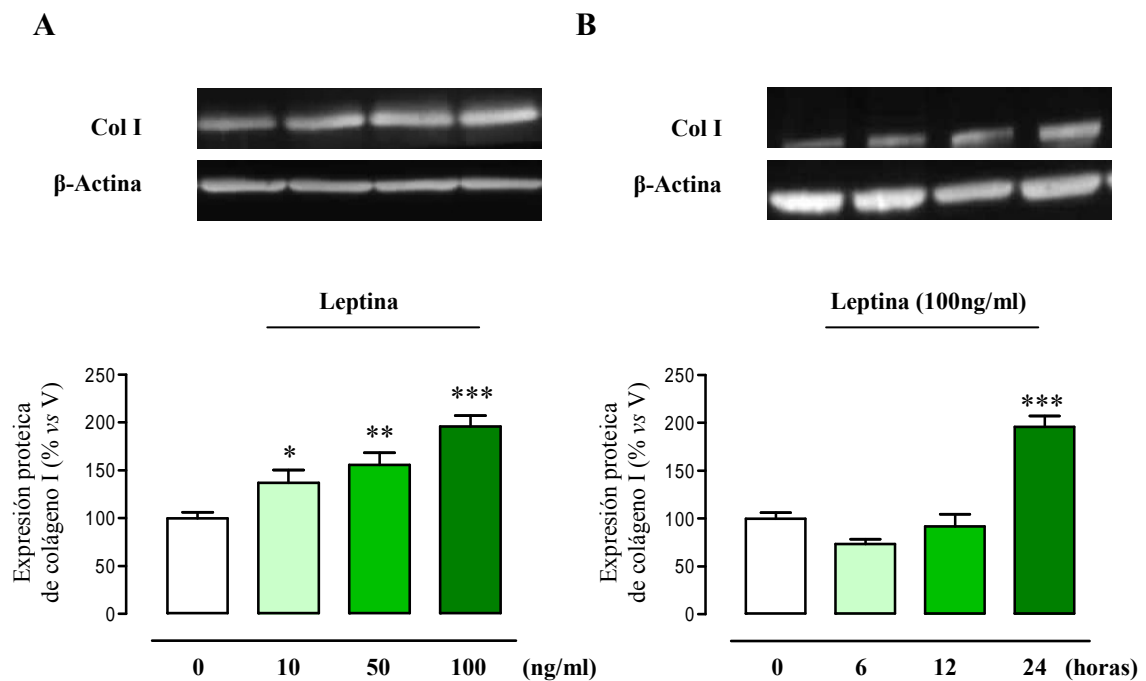 A
Col I
β-Actina
Leptina
Expresión proteica
de colágeno I (% vs V)
250
200
150
100
50
0
*
**
***
0 10 50 100 (ng/ml)
B
Col I
β-Actina
Leptina (100ng/ml)
Expresión proteica
de colágeno I (% vs V)
250
200
150
100
50
0
***
0 6 12 24 (horas)